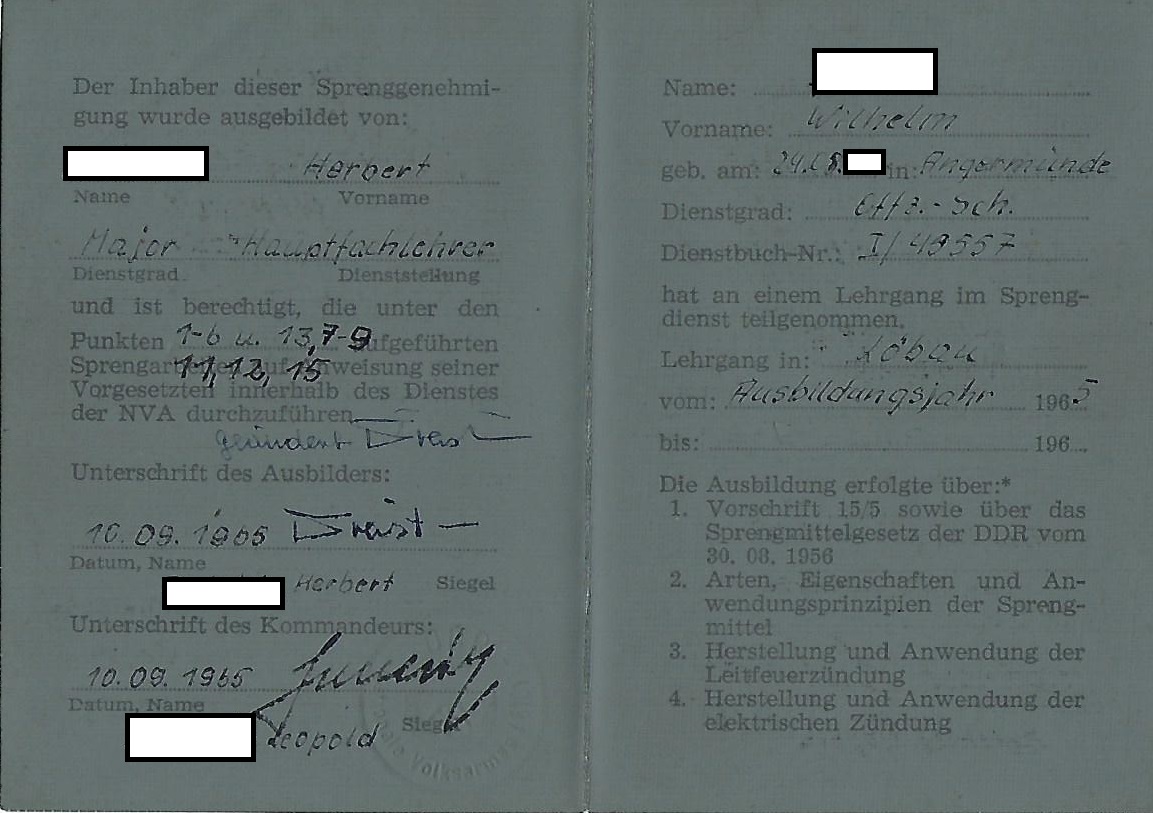 Der Inhaber dieser Sprenggenehmi-
gung wurde ausgebildet von:
Herbert
Name Vorname
Major Hauptfachlehrer
Dienstgrad Dienststellung
und ist berechtigt, die unter den
Punkten 1-6 u. 13, 7-9 aufgeführten
Sprengarten auf Anweisung seiner
11, 12, 15
Vorgesetzten innerhalb des Dienstes
der NVA durchzuführen
geändert
Unterschrift des Ausbilders:
10.09.1965
Datum, Name
Herbert Siegel
Unterschrift des Kommandeurs:
10.09.1965
Datum, Name
Leopold Siegel
Volksarmee
Name:
Vorname: Wilhelm
geb. am: 24.08. in: Angermünde
Dienstgrad: Offz.-Sch.
Dienstbuch-Nr.: I/49557
hat an einem Lehrgang im Spreng-
dienst teilgenommen.
Lehrgang in: Löbau
vom: Ausbildungsjahr 1965
bis: 196
Die Ausbildung erfolgte über:*
1. Vorschrift 15/5 sowie über das
Sprengmittelgesetz der DDR vom
30. 08. 1956
2. Arten, Eigenschaften und An-
wendungsprinzipien der Spreng-
mittel
3. Herstellung und Anwendung der
Leitfeuerzündung
4. Herstellung und Anwendung der
elektrischen Zündung